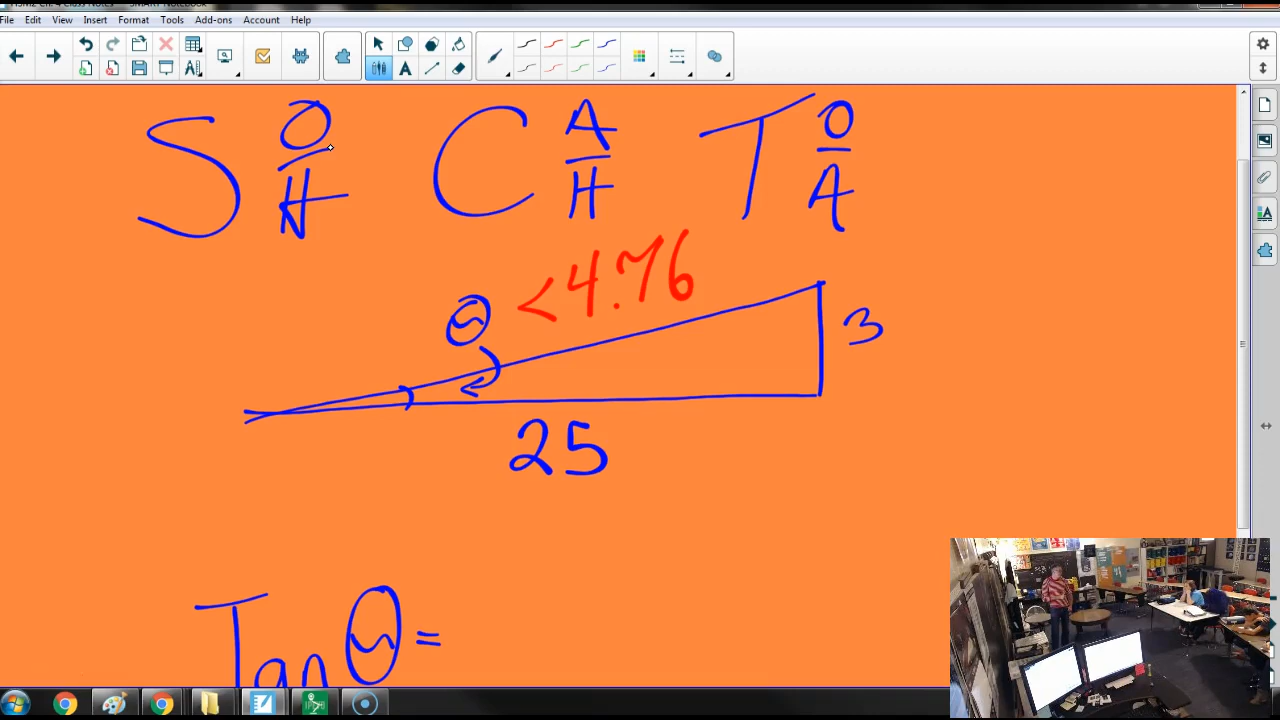 File Edit View Insert Format Tools Add-ons Account Help
S O/H C A/H T O/A
θ <4.76
3
25
Tan θ =